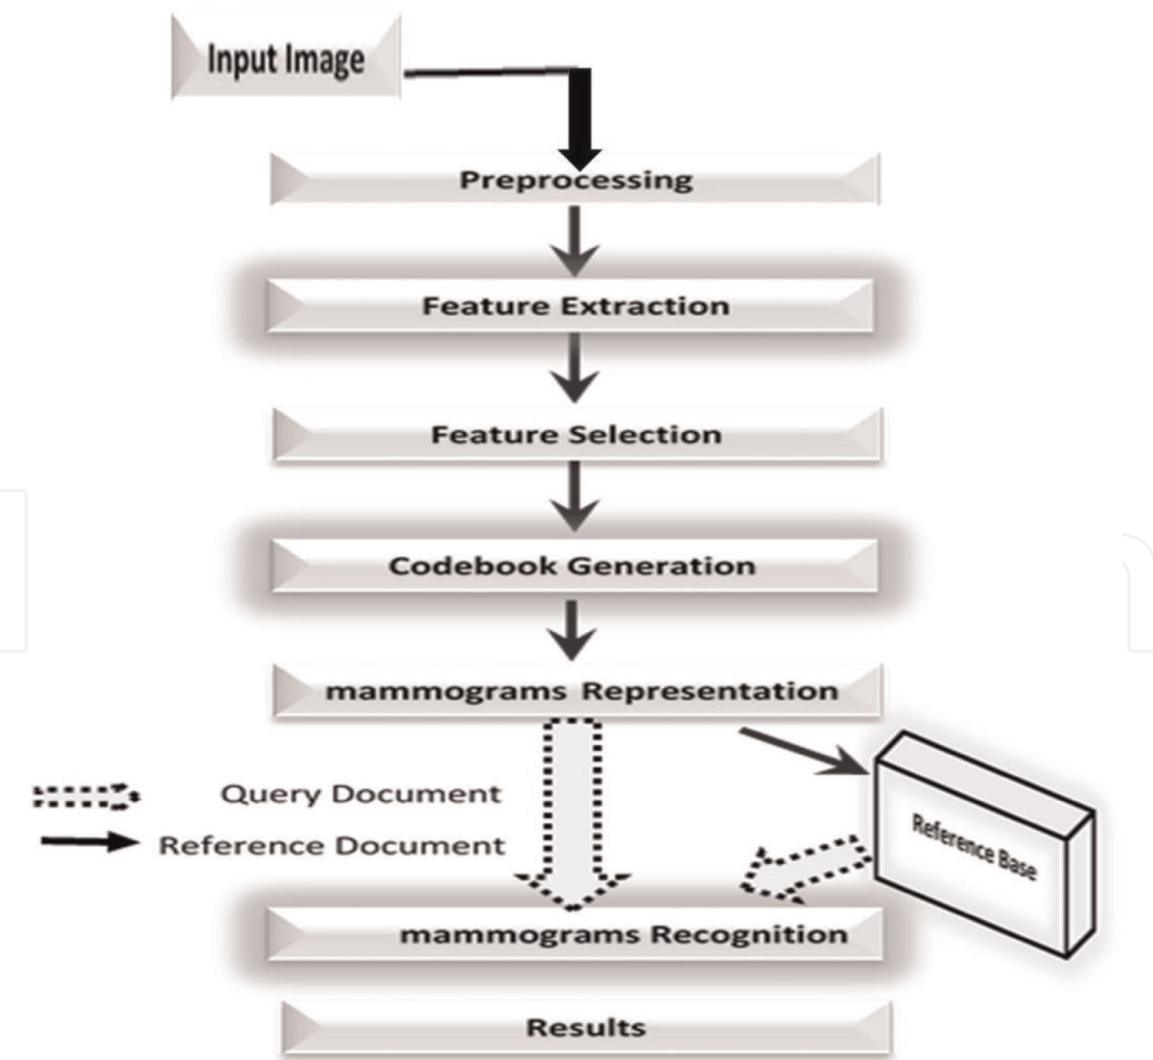 Input Image
Preprocessing
Feature Extraction
Feature Selection
Codebook Generation
mammograms Representation
Query Document
Reference Document
Reference Base
mammograms Recognition
Results